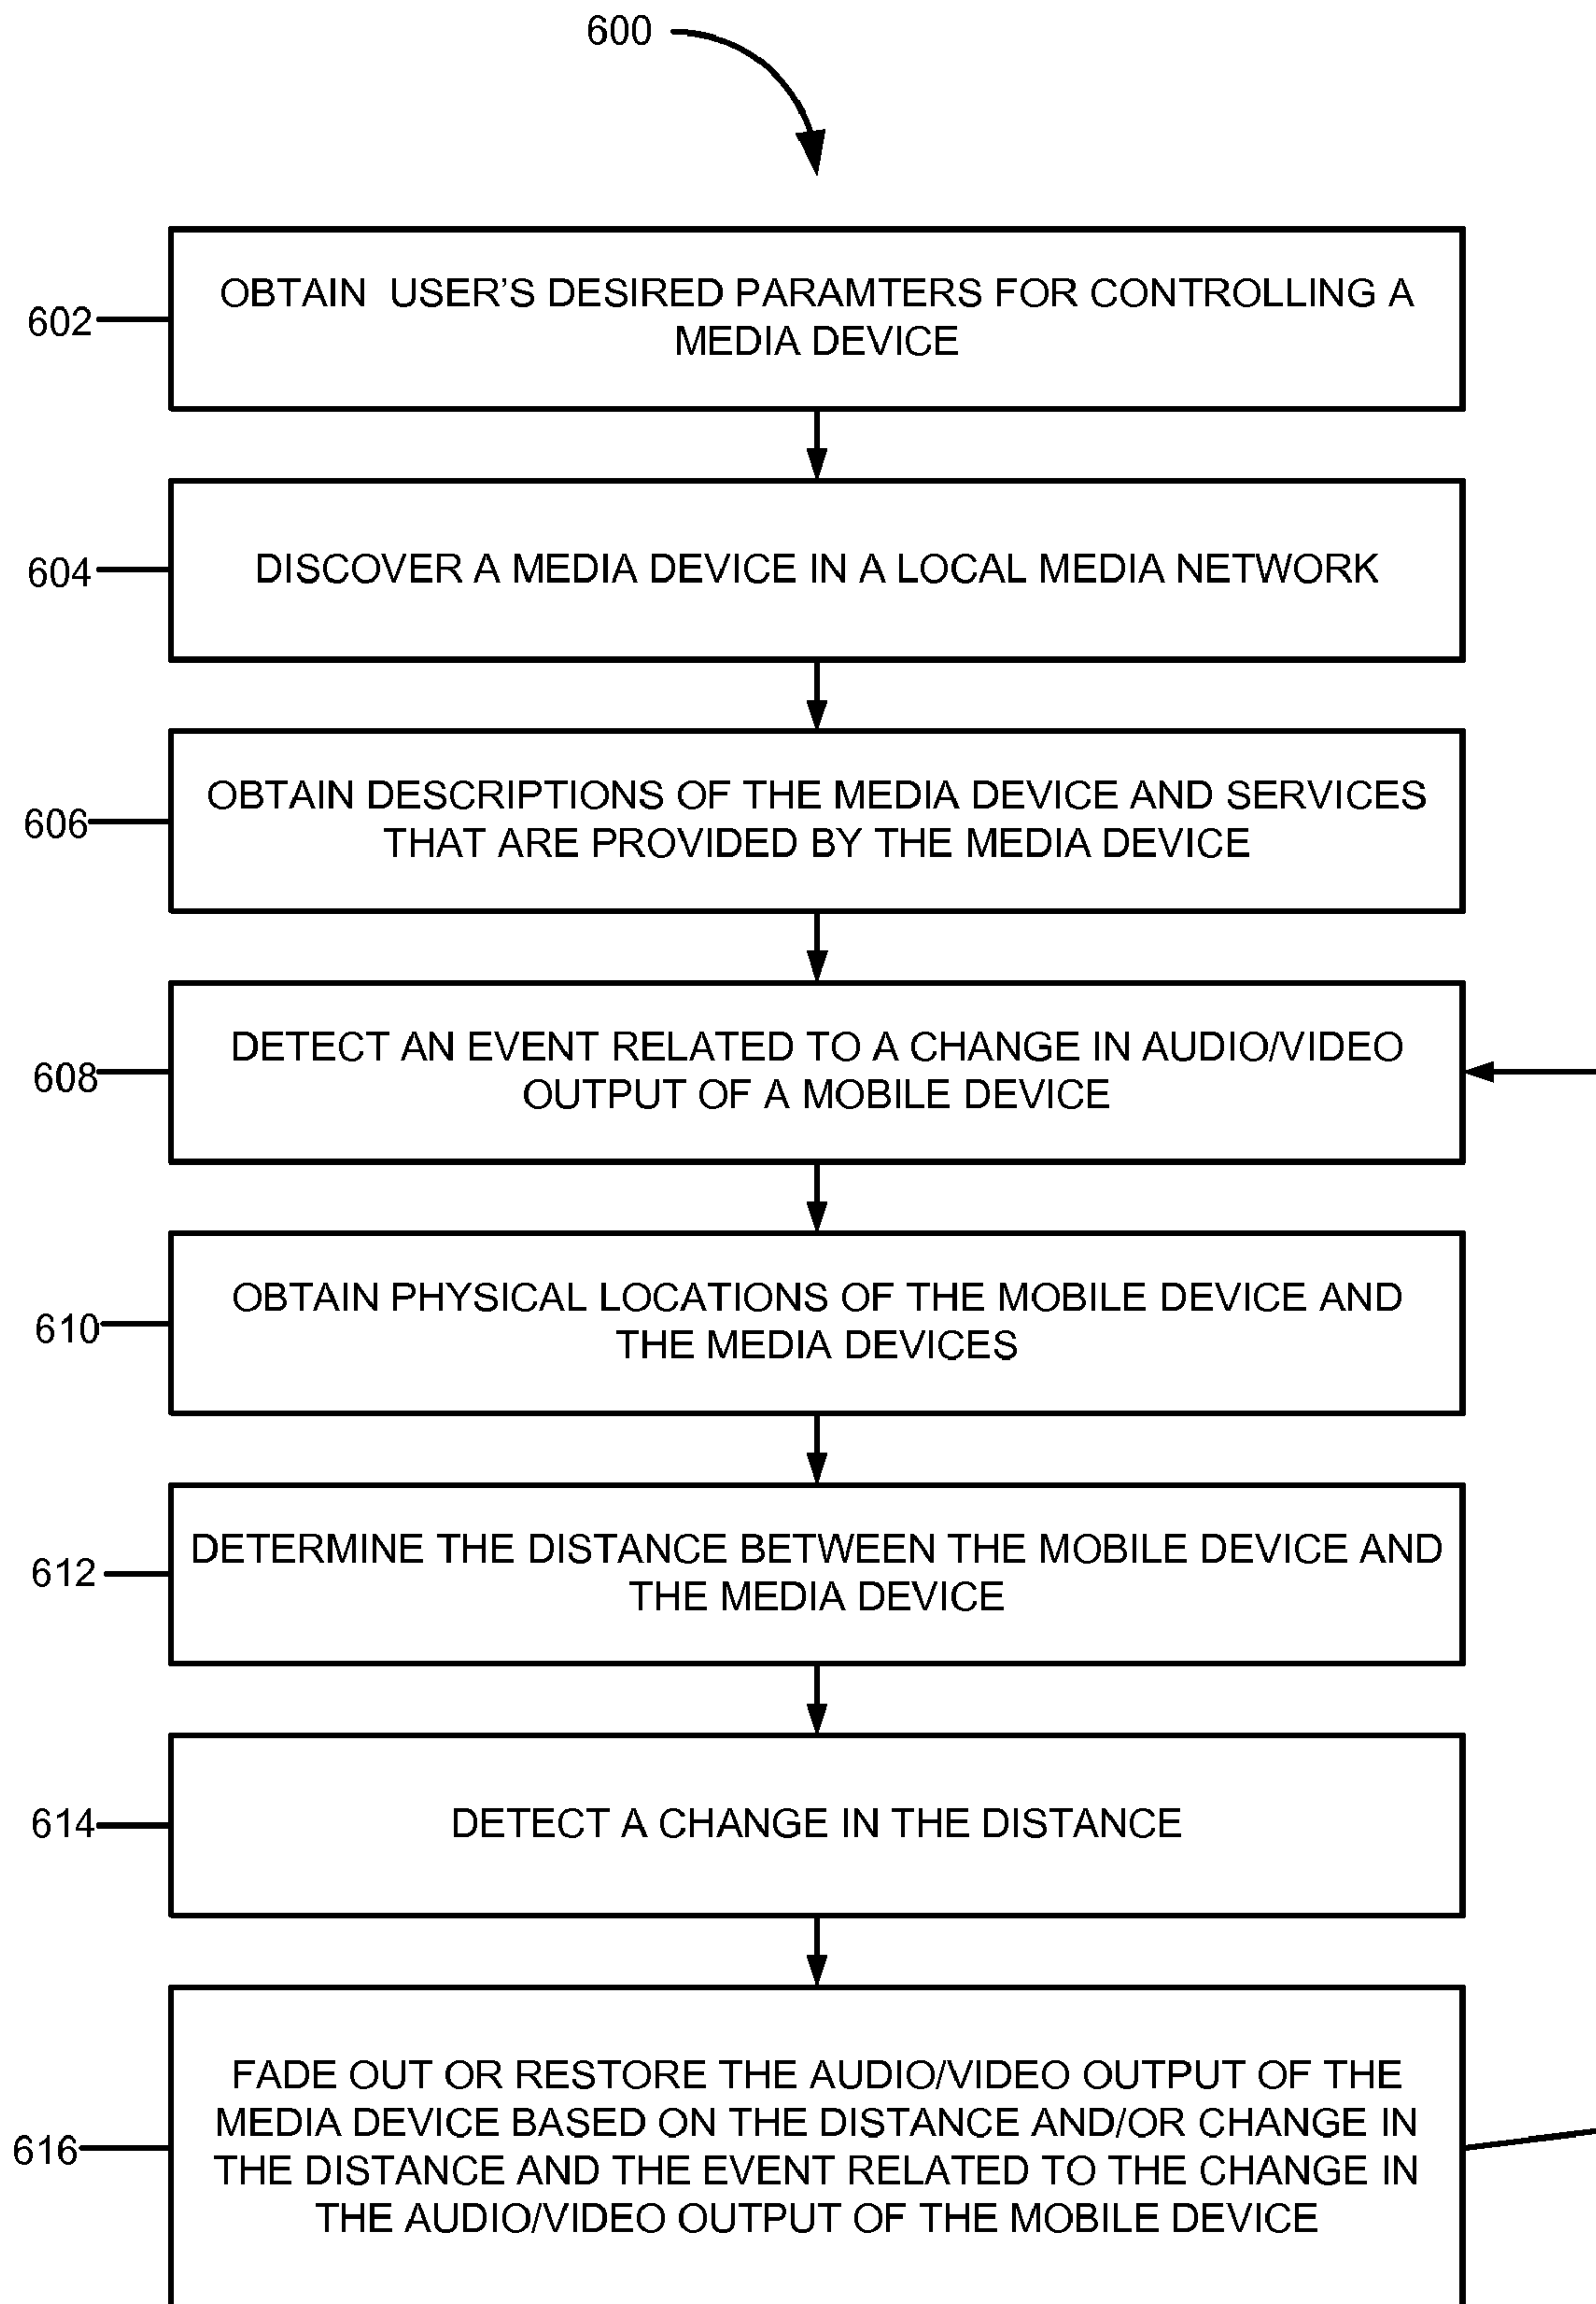 600
602
OBTAIN USER'S DESIRED PARAMTERS FOR CONTROLLING A
MEDIA DEVICE
604
DISCOVER A MEDIA DEVICE IN A LOCAL MEDIA NETWORK
606
OBTAIN DESCRIPTIONS OF THE MEDIA DEVICE AND SERVICES
THAT ARE PROVIDED BY THE MEDIA DEVICE
608
DETECT AN EVENT RELATED TO A CHANGE IN AUDIO/VIDEO
OUTPUT OF A MOBILE DEVICE
610
OBTAIN PHYSICAL LOCATIONS OF THE MOBILE DEVICE AND
THE MEDIA DEVICES
612
DETERMINE THE DISTANCE BETWEEN THE MOBILE DEVICE AND
THE MEDIA DEVICE
614
DETECT A CHANGE IN THE DISTANCE
616
FADE OUT OR RESTORE THE AUDIO/VIDEO OUTPUT OF THE
MEDIA DEVICE BASED ON THE DISTANCE AND/OR CHANGE IN
THE DISTANCE AND THE EVENT RELATED TO THE CHANGE IN
THE AUDIO/VIDEO OUTPUT OF THE MOBILE DEVICE